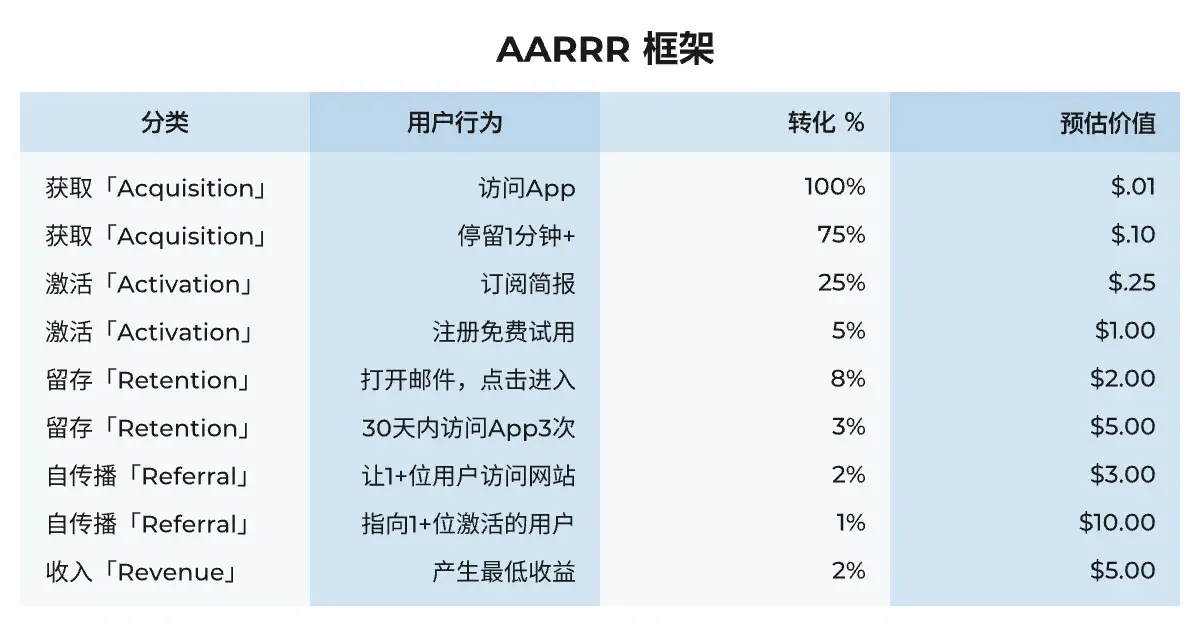 AARRR 框架
分类 用户行为 转化 % 预估价值
获取「Acquisition」 访问App 100% $.01
获取「Acquisition」 停留1分钟+ 75% $.10
激活「Activation」 订阅简报 25% $.25
激活「Activation」 注册免费试用 5% $1.00
留存「Retention」 打开邮件，点击进入 8% $2.00
留存「Retention」 30天内访问App3次 3% $5.00
自传播「Referral」 让1+位用户访问网站 2% $3.00
自传播「Referral」 指向1+位激活的用户 1% $10.00
收入「Revenue」 产生最低收益 2% $5.00